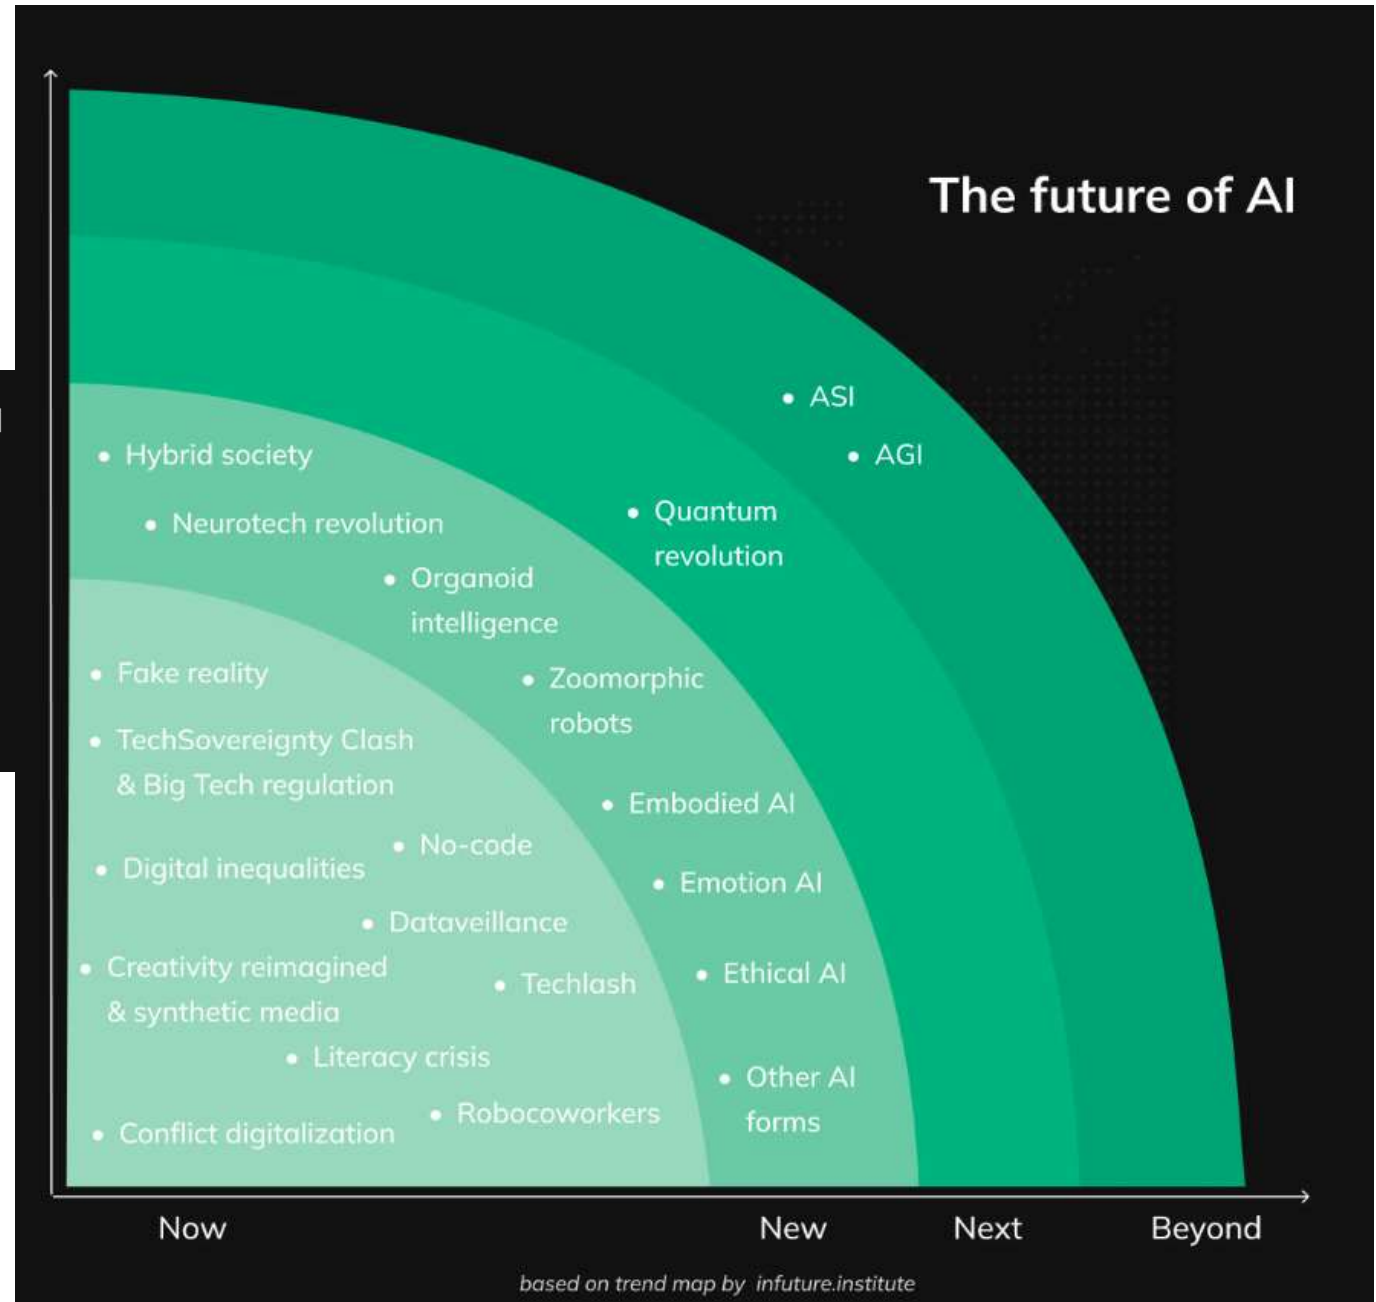 The future of AI
• ASI
• AGI
• Hybrid society
• Quantum
revolution
• Neurotech revolution
• Organoid
intelligence
• Fake reality
• Zoomorphic
robots
• TechSovereignty Clash
& Big Tech regulation
• Embodied AI
• No-code
• Digital inequalities
• Emotion AI
• Dataveillance
• Creativity reimagined
& synthetic media
• Techlash
• Ethical AI
• Literacy crisis
• Other AI
forms
• Robocoworkers
• Conflict digitalization
Now
New
Next
Beyond
based on trend map by infuture.institute